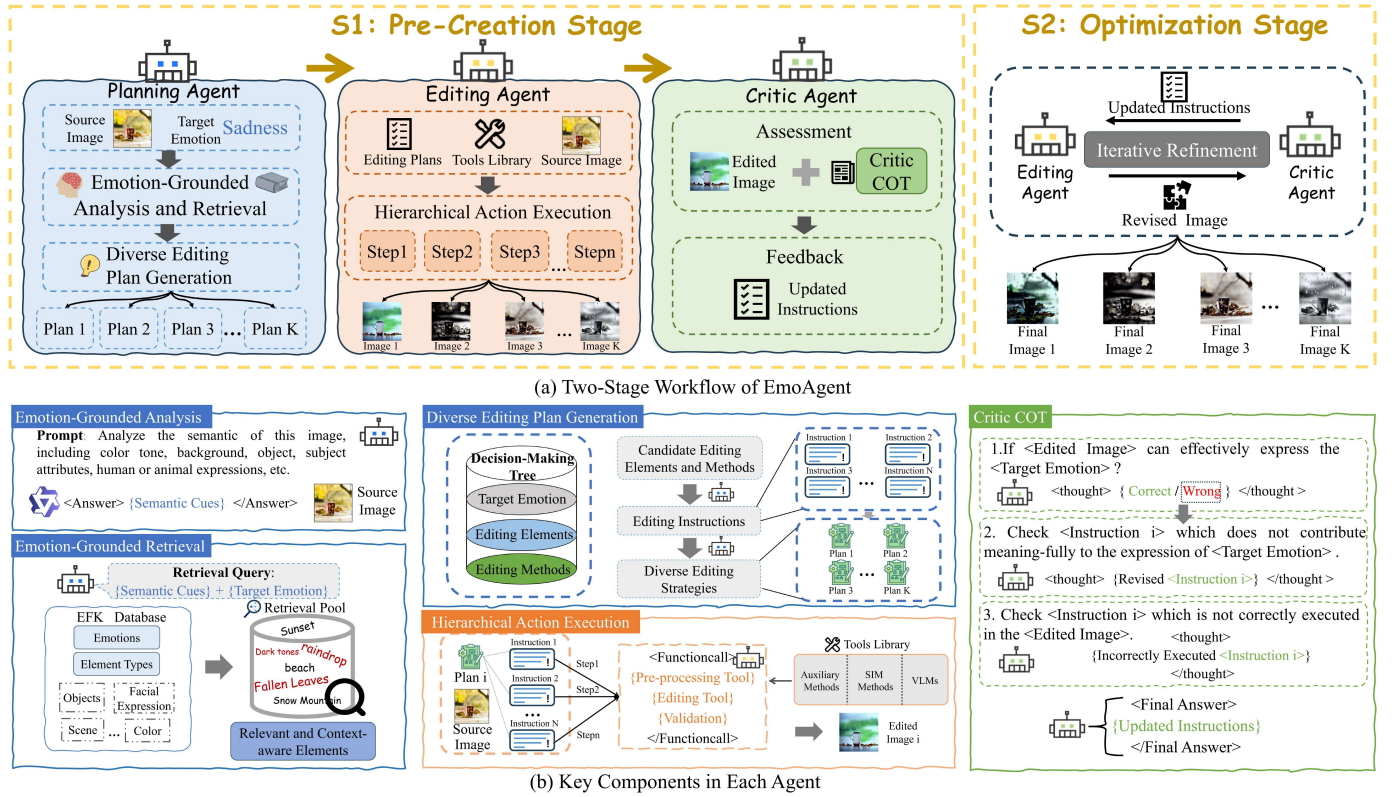 S1: Pre-Creation Stage
S2: Optimization Stage
Planning Agent
Source
Image
Target
Emotion
Sadness
Emotion-Grounded
Analysis and Retrieval
Diverse Editing
Plan Generation
Plan 1
Plan 2
Plan 3
...
Plan K
Editing Agent
Editing Plans
Tools Library
Source Image
Hierarchical Action Execution
Step1
Step2
Step3
...
Stepn
Image 1
Image 2
Image 3
...
Image K
Critic Agent
Assessment
Edited
Image
Critic
COT
Feedback
Updated
Instructions
Updated Instructions
Iterative Refinement
Editing
Agent
Critic
Agent
Revised Image
Final
Image 1
Final
Image 2
Final
Image 3
...
Final
Image K
(a) Two-Stage Workflow of EmoAgent
Emotion-Grounded Analysis
Prompt: Analyze the semantic of this image,
including color tone, background, object, subject
attributes, human or animal expressions, etc.
<Answer> {Semantic Cues} </Answer>
Source
Image
Emotion-Grounded Retrieval
Retrieval Query:
{Semantic Cues} + {Target Emotion}
EFK Database
Emotions
Element Types
Objects
Facial
Expression
Scene
...
Color
Retrieval Pool
Sunset
Dark tones
raindrop
beach
Fallen Leaves
Snow Mountain
Relevant and Context-
aware Elements
Diverse Editing Plan Generation
Decision-Making
Tree
Target Emotion
Editing Elements
Editing Methods
Candidate Editing
Elements and Methods
Editing Instructions
Diverse Editing
Strategies
Instruction 1
Instruction 2
Instruction 3
...
Instruction N
Plan 1
Plan 2
Plan 3
...
Plan K
Hierarchical Action Execution
Plan i
Source
Image
Instruction 1
Instruction 2
...
Instruction N
Step1
Step2
Stepn
<Functioncall>
{Pre-processing Tool}
{Editing Tool}
{Validation}
</Functioncall>
Tools Library
Auxiliary
Methods
SIM
Methods
VLMs
Edited
Image i
Critic COT
1.If <Edited Image> can effectively express the
<Target Emotion> ?
<thought> { Correct / Wrong } </thought >
2. Check <Instruction i> which does not contribute
meaning-fully to the expression of <Target Emotion> .
<thought> {Revised <Instruction i>} </thought >
3. Check <Instruction i> which is not correctly executed
in the <Edited Image>.
<thought>
{Incorrectly Executed <Instruction i>}
</thought>
<Final Answer>
{Updated Instructions}
</Final Answer>
(b) Key Components in Each Agent